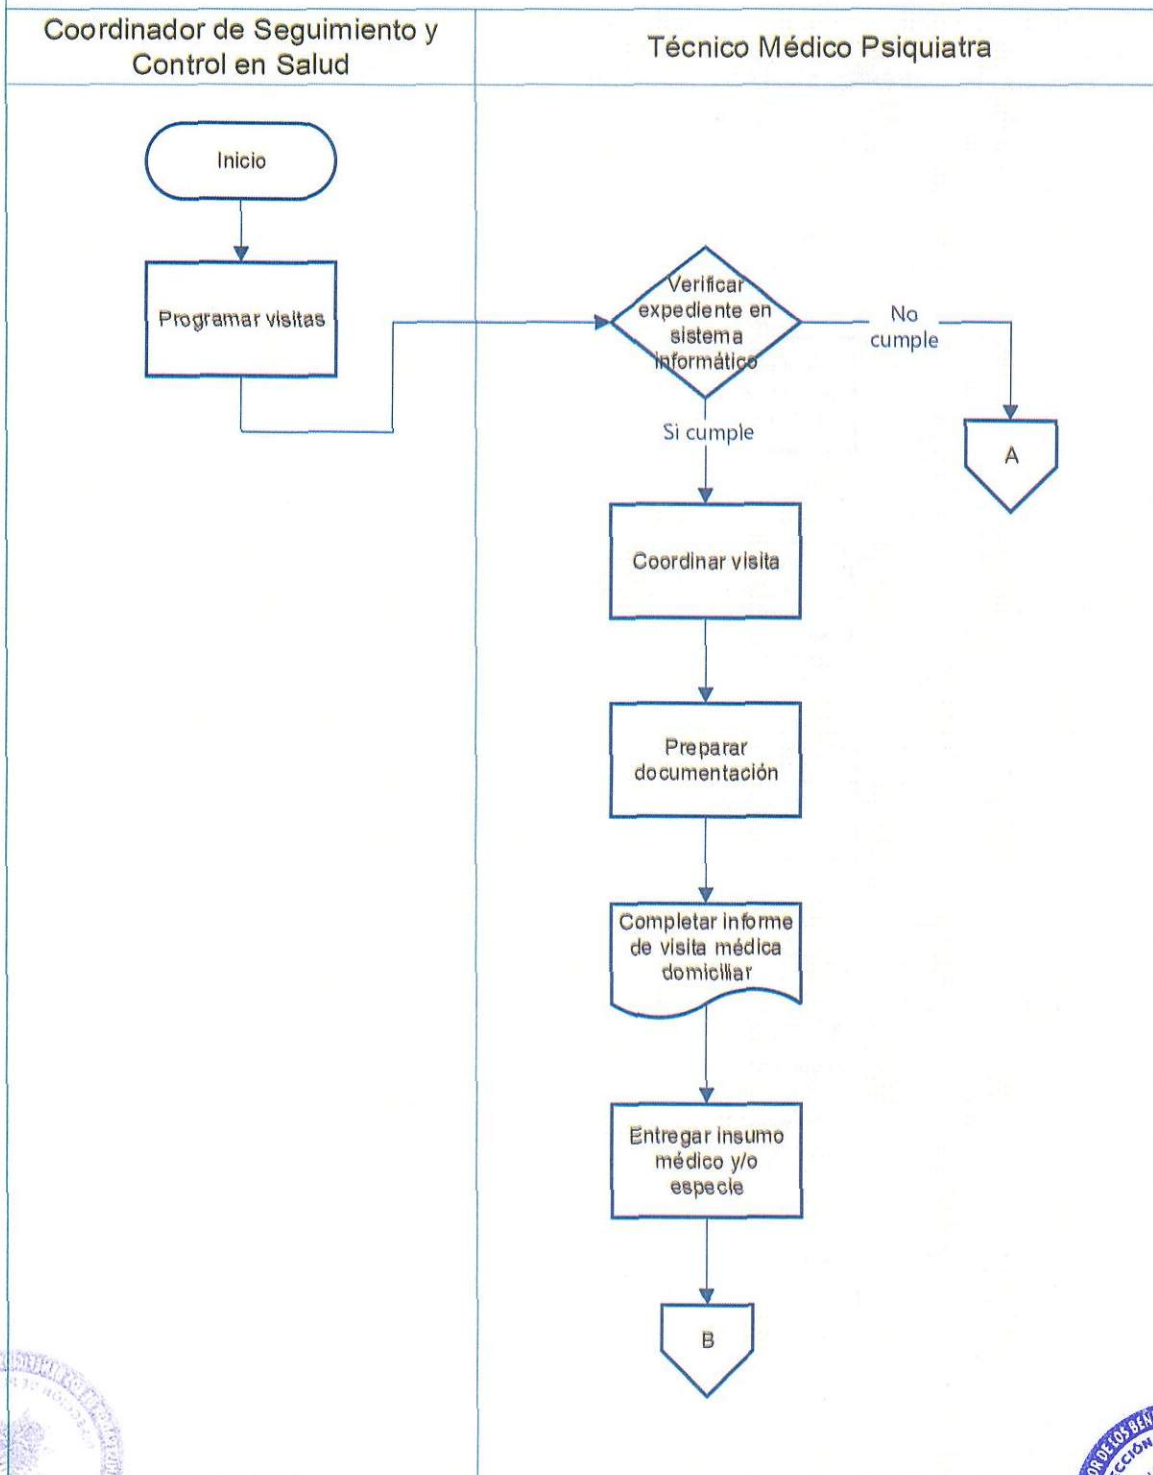 Coordinador de Seguimiento y
Control en Salud
Técnico Médico Psiquiatra
Inicio
Programar visitas
Verificar
expediente en
sistema
informático
No
cumple
Si cumple
A
Coordinar visita
Preparar
documentación
Completar informe
de visita médica
domiciliar
Entregar insumo
médico y/o
especie
B